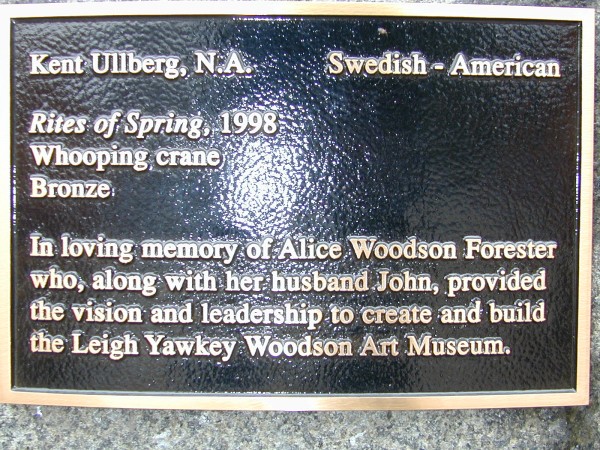 Kent Ullberg, N.A. Swedish - American
Rites of Spring, 1998
Whooping crane
Bronze
In loving memory of Alice Woodson Forester
who, along with her husband John, provided
the vision and leadership to create and build
the Leigh Yawkey Woodson Art Museum.